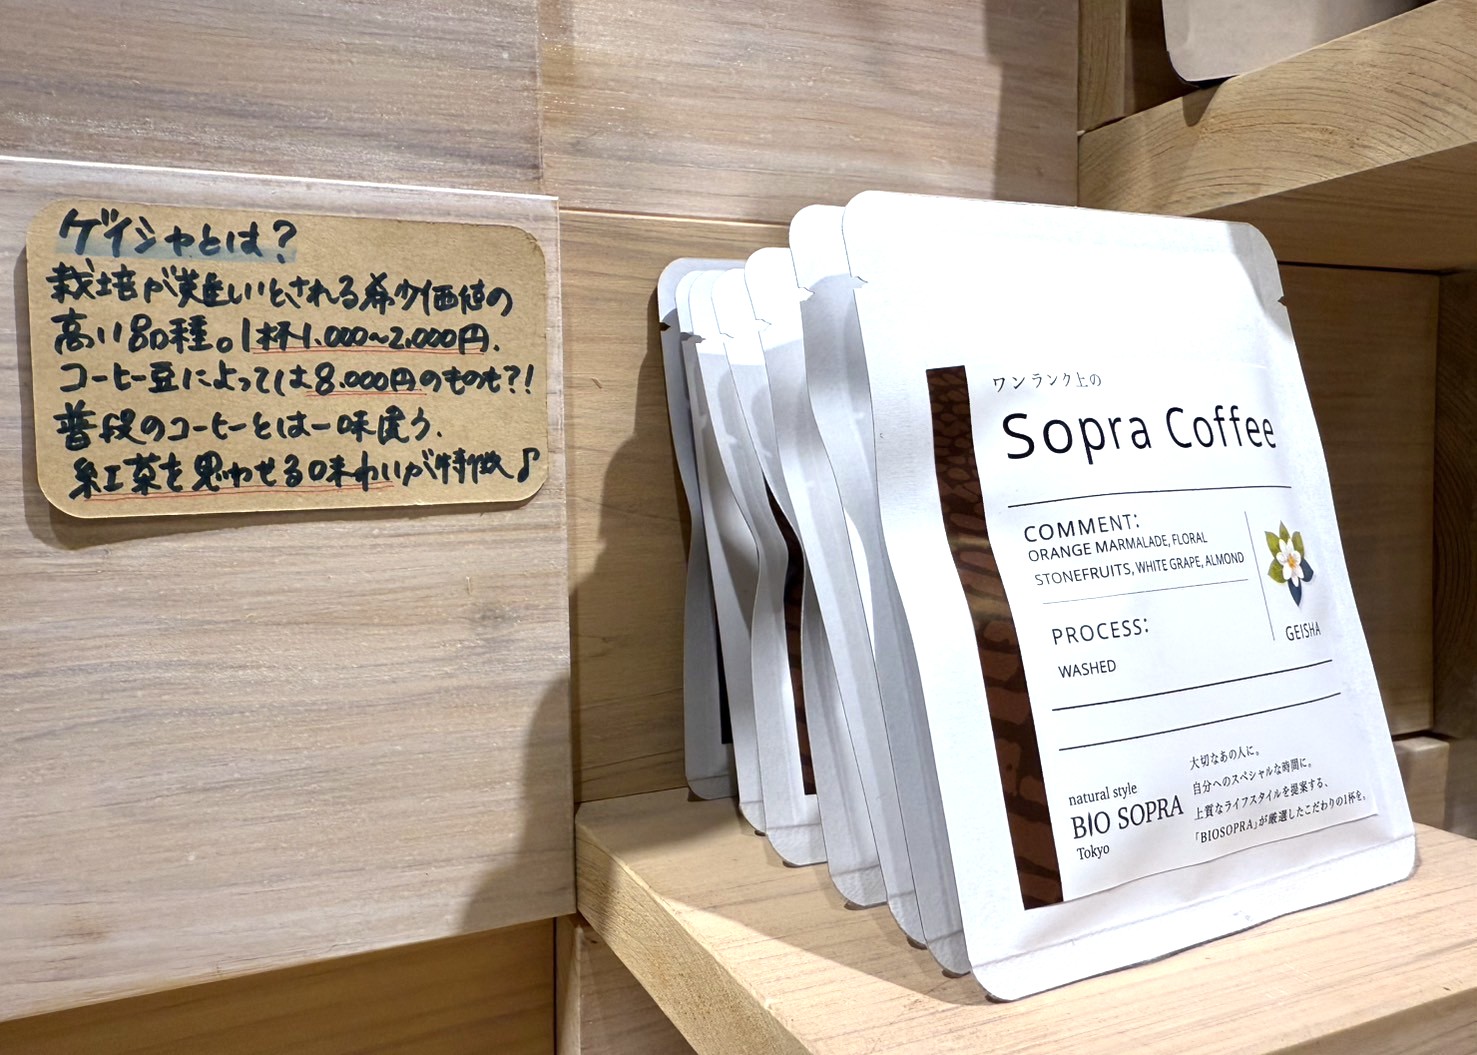 ゲイシャとは?
栽培が難しいとされる希少価値の
高い品種。1杯1.000~2.000円.
コーヒー豆によっては8.000円のものも?!
普段のコーヒーとは一味違う.
紅茶を思わせる味わいが特徴♪
ワンランク上の
Sopra Coffee
COMMENT:
ORANGE MARMALADE, FLORAL
STONEFRUITS, WHITE GRAPE, ALMOND
PROCESS:
WASHED
GEISHA
natural style
BIO SOPRA
Tokyo
大切なあの人に。
自分へのスペシャルな時間に。
上質なライフスタイルを提案する、
「BIOSOPRA」が厳選したこだわりの1杯を。